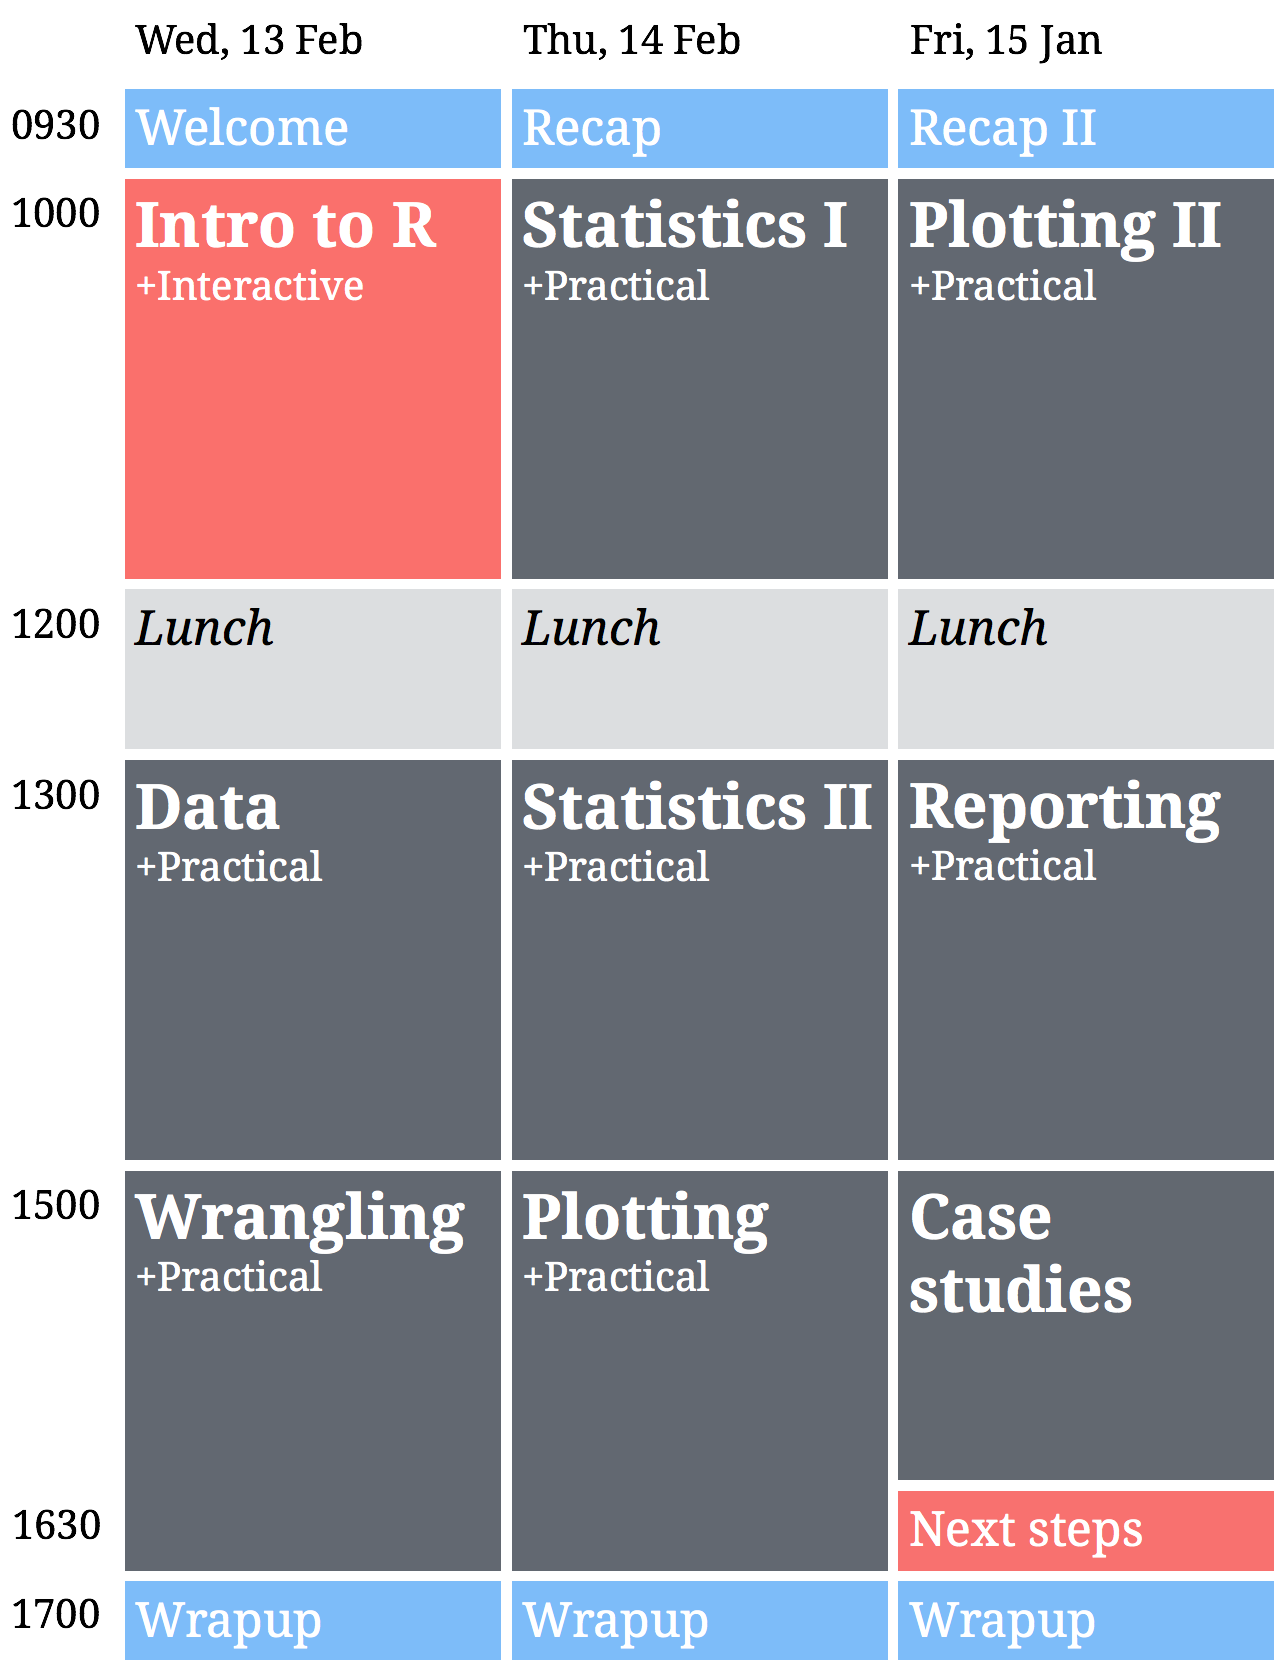 Wed, 13 Feb
Thu, 14 Feb
Fri, 15 Jan
0930
Welcome
Recap
Recap II
1000
Intro to R
+Interactive
Statistics I
+Practical
Plotting II
+Practical
1200
Lunch
Lunch
Lunch
1300
Data
+Practical
Statistics II
+Practical
Reporting
+Practical
1500
Wrangling
+Practical
Plotting
+Practical
Case
studies
1630
Next steps
1700
Wrapup
Wrapup
Wrapup